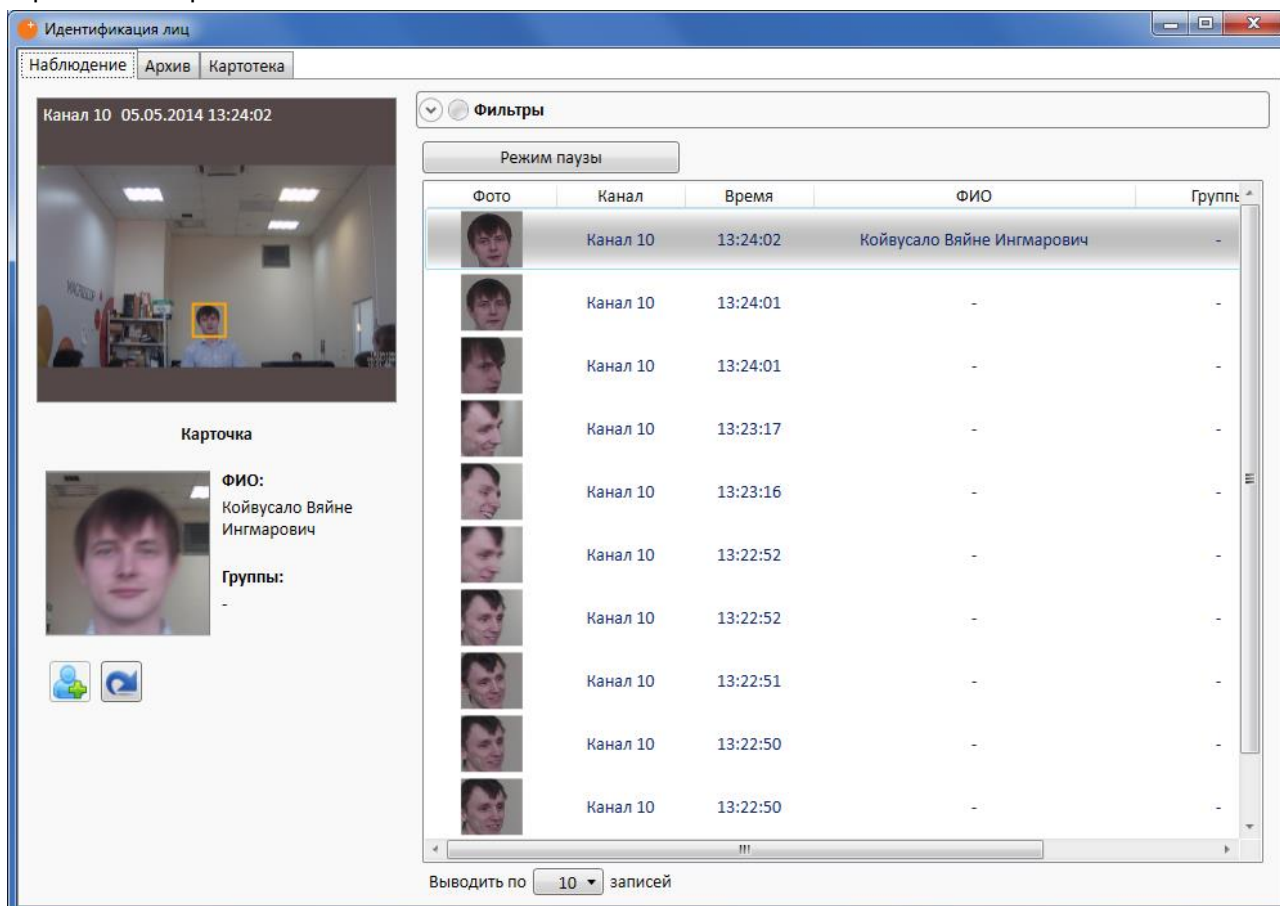 Идентификация лиц
Наблюдение Архив Картотека
Канал 10 05.05.2014 13:24:02
Карточка
ФИО:
Койвусало Вяйне
Ингмарович
Группы:
-
Фильтры
Режим паузы
Фото Канал Время ФИО Группы
Канал 10 13:24:02 Койвусало Вяйне Ингмарович -
Канал 10 13:24:01 - -
Канал 10 13:24:01 - -
Канал 10 13:23:17 - -
Канал 10 13:23:16 - -
Канал 10 13:22:52 - -
Канал 10 13:22:52 - -
Канал 10 13:22:51 - -
Канал 10 13:22:50 - -
Канал 10 13:22:50 - -
Выводить по 10 записей